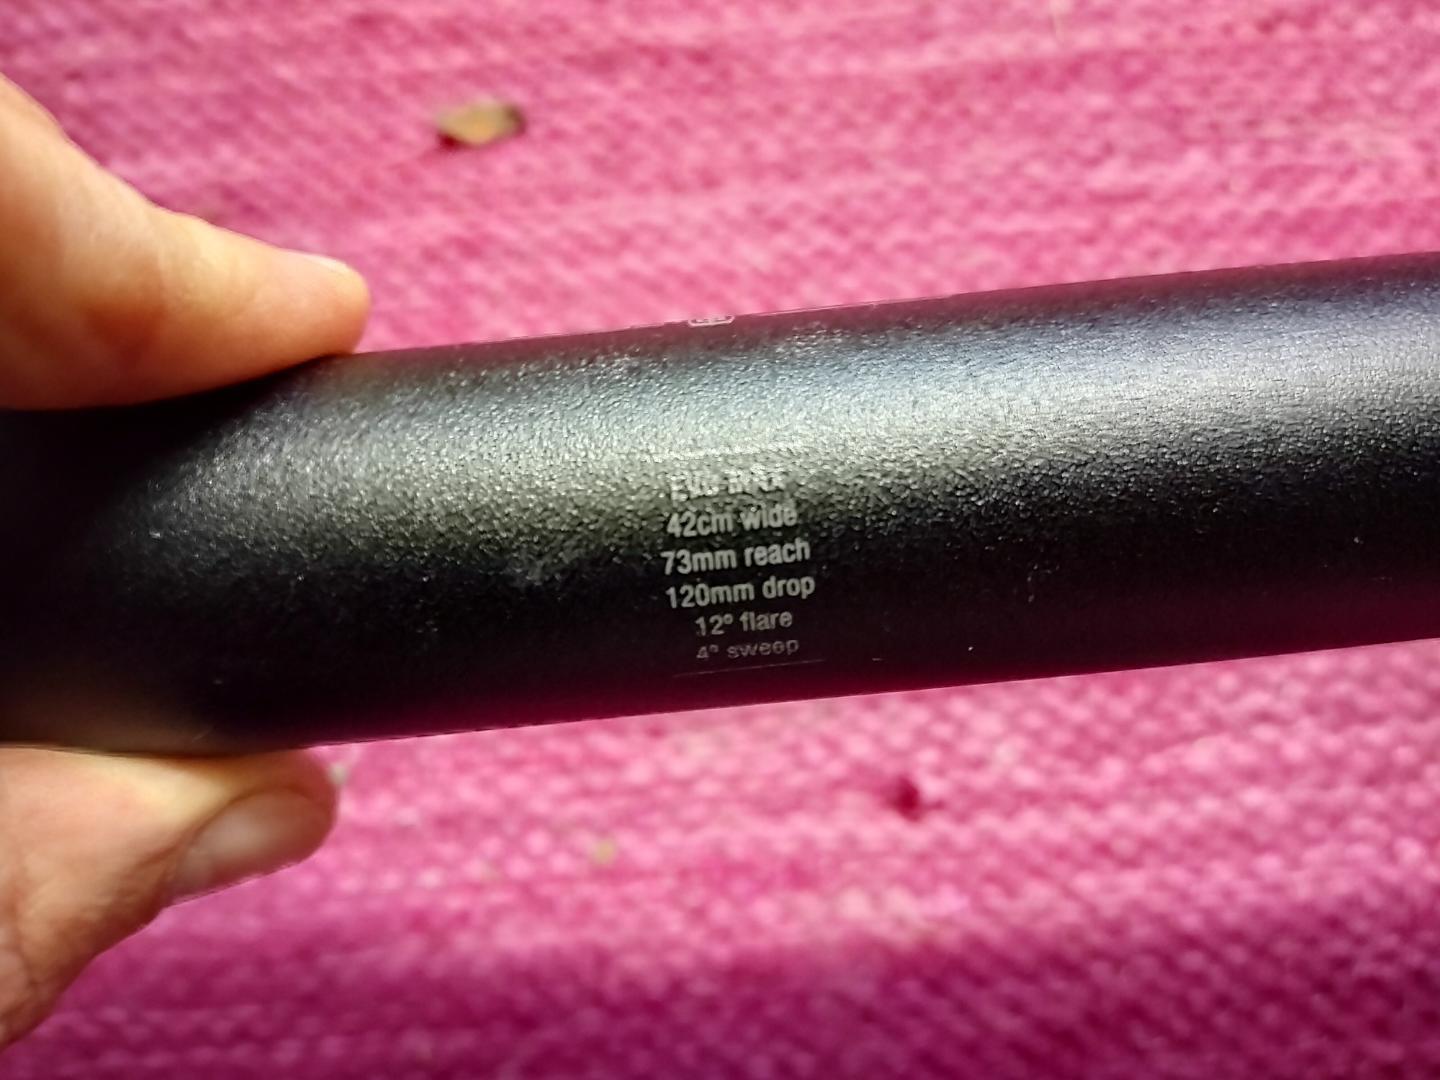 42cm wide
73mm reach
120mm drop
12° flare
4° sweep